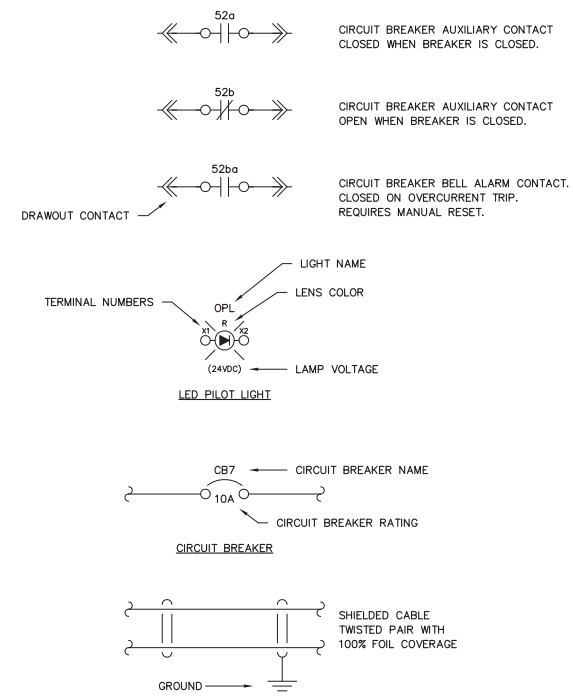 52a
CIRCUIT BREAKER AUXILIARY CONTACT
CLOSED WHEN BREAKER IS CLOSED.
52b
CIRCUIT BREAKER AUXILIARY CONTACT
OPEN WHEN BREAKER IS CLOSED.
52ba
CIRCUIT BREAKER BELL ALARM CONTACT.
CLOSED ON OVERCURRENT TRIP.
REQUIRES MANUAL RESET.
DRAWOUT CONTACT
LIGHT NAME
LENS COLOR
TERMINAL NUMBERS
OPL
R
X1 X2
(24VDC)
LAMP VOLTAGE
LED PILOT LIGHT
CB7
CIRCUIT BREAKER NAME
10A
CIRCUIT BREAKER RATING
CIRCUIT BREAKER
SHIELDED CABLE
TWISTED PAIR WITH
100% FOIL COVERAGE
GROUND